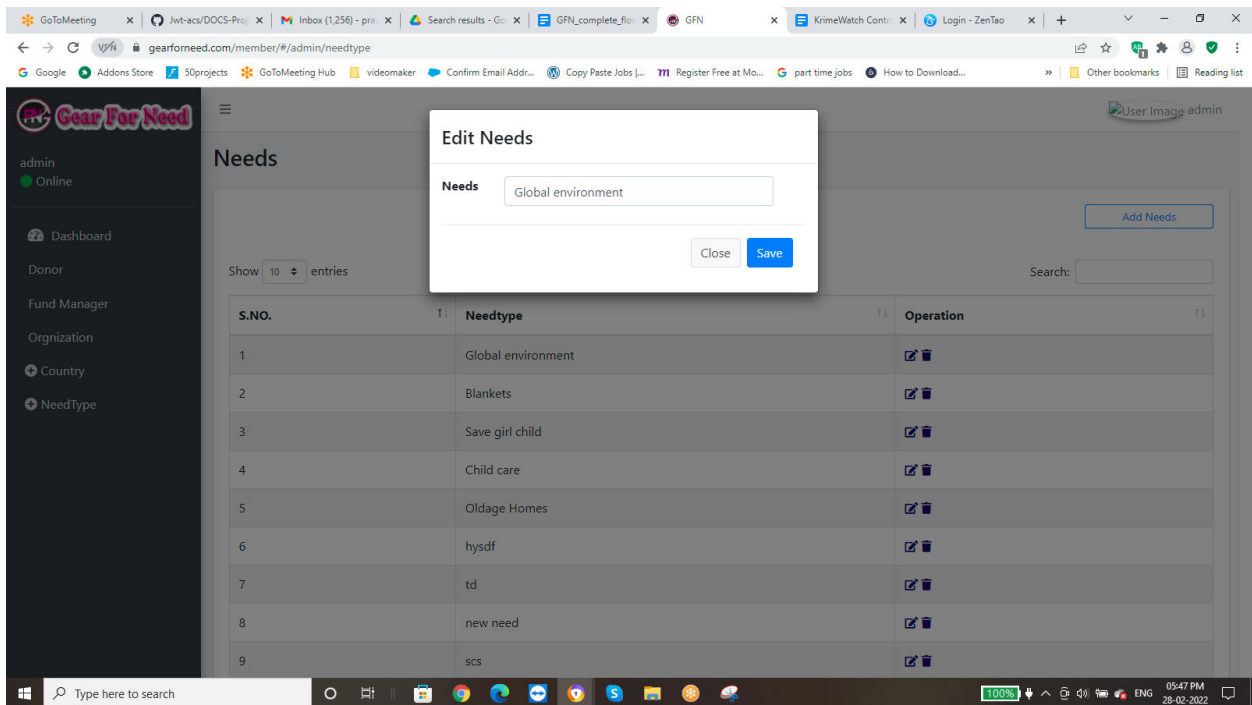 GoToMeeting
Jwt-acs/DOCS-Proj
Inbox (1,256) - pra
Search results - Go
GFN_complete_flo
GFN
KrimeWatch Contro
Login - ZenTao
VPN gearforneed.com/member/#/admin/needtype
Google Addons Store 50projects GoToMeeting Hub videomaker Confirm Email Addr... Copy Paste Jobs |... Register Free at Mo... part time jobs How to Download... » Other bookmarks Reading list
Gear For Need
User Image admin
admin
Online
Dashboard
Donor
Fund Manager
Orgnization
Country
NeedType
Needs
Edit Needs
Needs Global environment
Close Save
Add Needs
Show 10 entries Search:
S.NO. Needtype Operation
1 Global environment
2 Blankets
3 Save girl child
4 Child care
5 Oldage Homes
6 hysdf
7 td
8 new need
9 scs
Type here to search
100% ENG 05:47 PM
28-02-2022